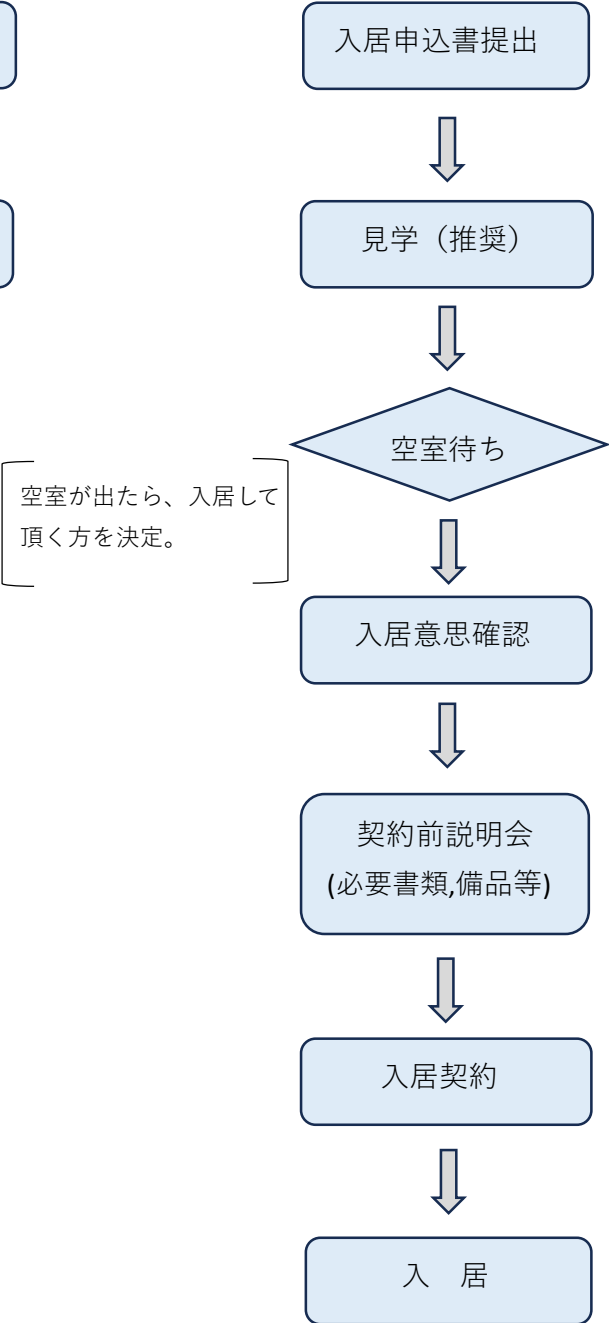 入居申込書提出
見学（推奨）
空室待ち
空室が出たら、入居して
頂く方を決定。
入居意思確認
契約前説明会
(必要書類,備品等)
入居契約
入　居